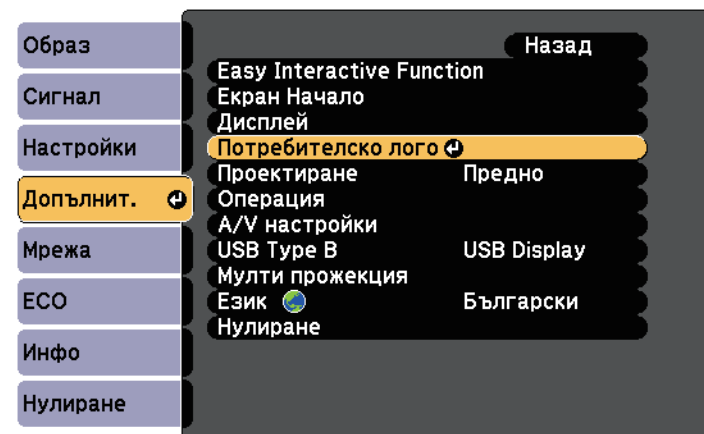 Образ
Сигнал
Настройки
Допълнит.
Мрежа
ECO
Инфо
Нулиране
Назад
Easy Interactive Function
Екран Начало
Дисплей
Потребителско лого
Проектиране Предно
Операция
A/V настройки
USB Type B USB Display
Мулти прожекция
Език Български
Нулиране